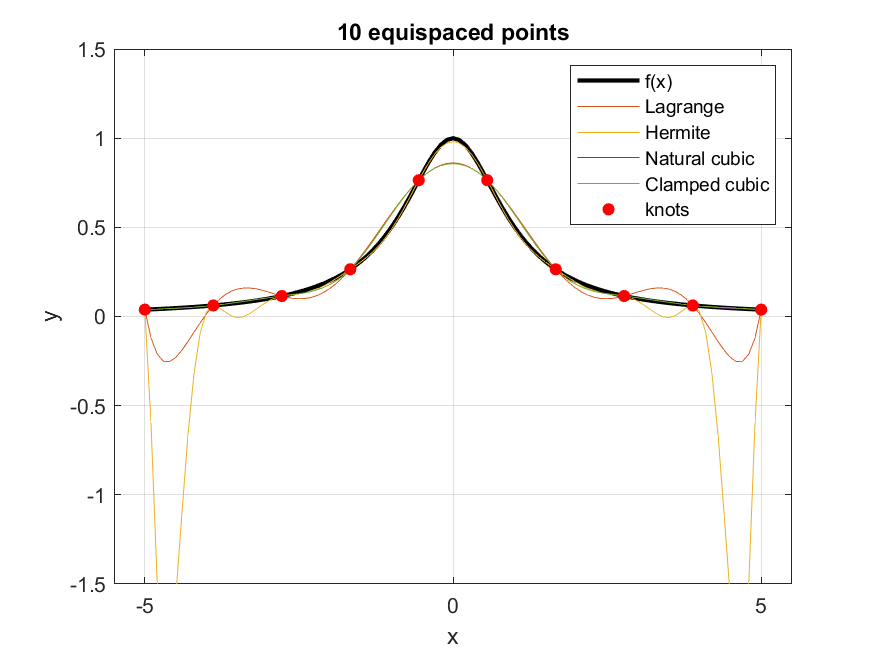 10 equispaced points
1.5
1
0.5
0
-0.5
-1
-1.5
y
-5
0
5
x
f(x)
Lagrange
Hermite
Natural cubic
Clamped cubic
knots